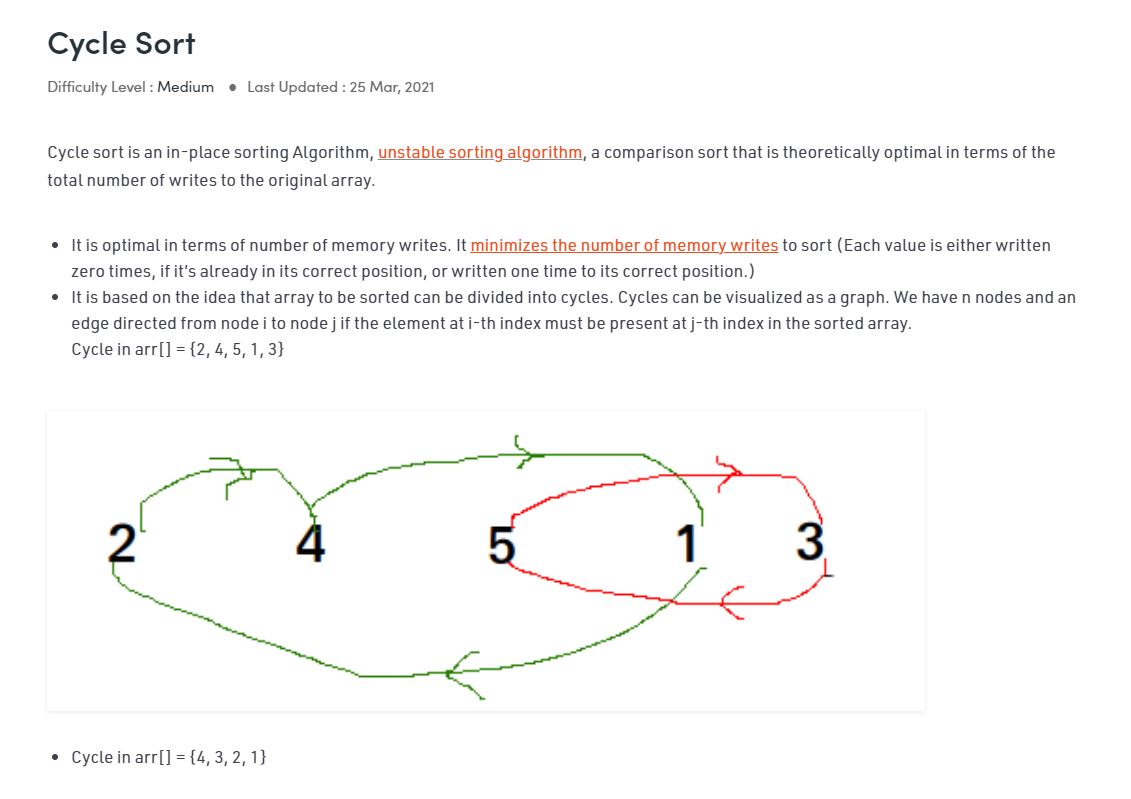 Cycle Sort
Difficulty Level : Medium ● Last Updated : 25 Mar, 2021
Cycle sort is an in-place sorting Algorithm, unstable sorting algorithm, a comparison sort that is theoretically optimal in terms of the
total number of writes to the original array.
• It is optimal in terms of number of memory writes. It minimizes the number of memory writes to sort (Each value is either written
zero times, if it’s already in its correct position, or written one time to its correct position.)
• It is based on the idea that array to be sorted can be divided into cycles. Cycles can be visualized as a graph. We have n nodes and an
edge directed from node i to node j if the element at i-th index must be present at j-th index in the sorted array.
Cycle in arr[] = {2, 4, 5, 1, 3}
2 4 5 1 3
• Cycle in arr[] = {4, 3, 2, 1}